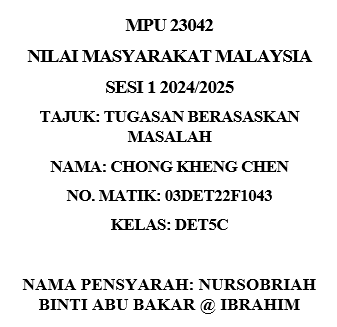 MPU 23042
NILAI MASYARAKAT MALAYSIA
SESI 1 2024/2025
TAJUK: TUGASAN BERASASKAN
MASALAH
NAMA: CHONG KHENG CHEN
NO. MATIK: 03DET22F1043
KELAS: DET5C
NAMA PENSYARAH: NURSOBRIAH
BINTI ABU BAKAR @ IBRAHIM